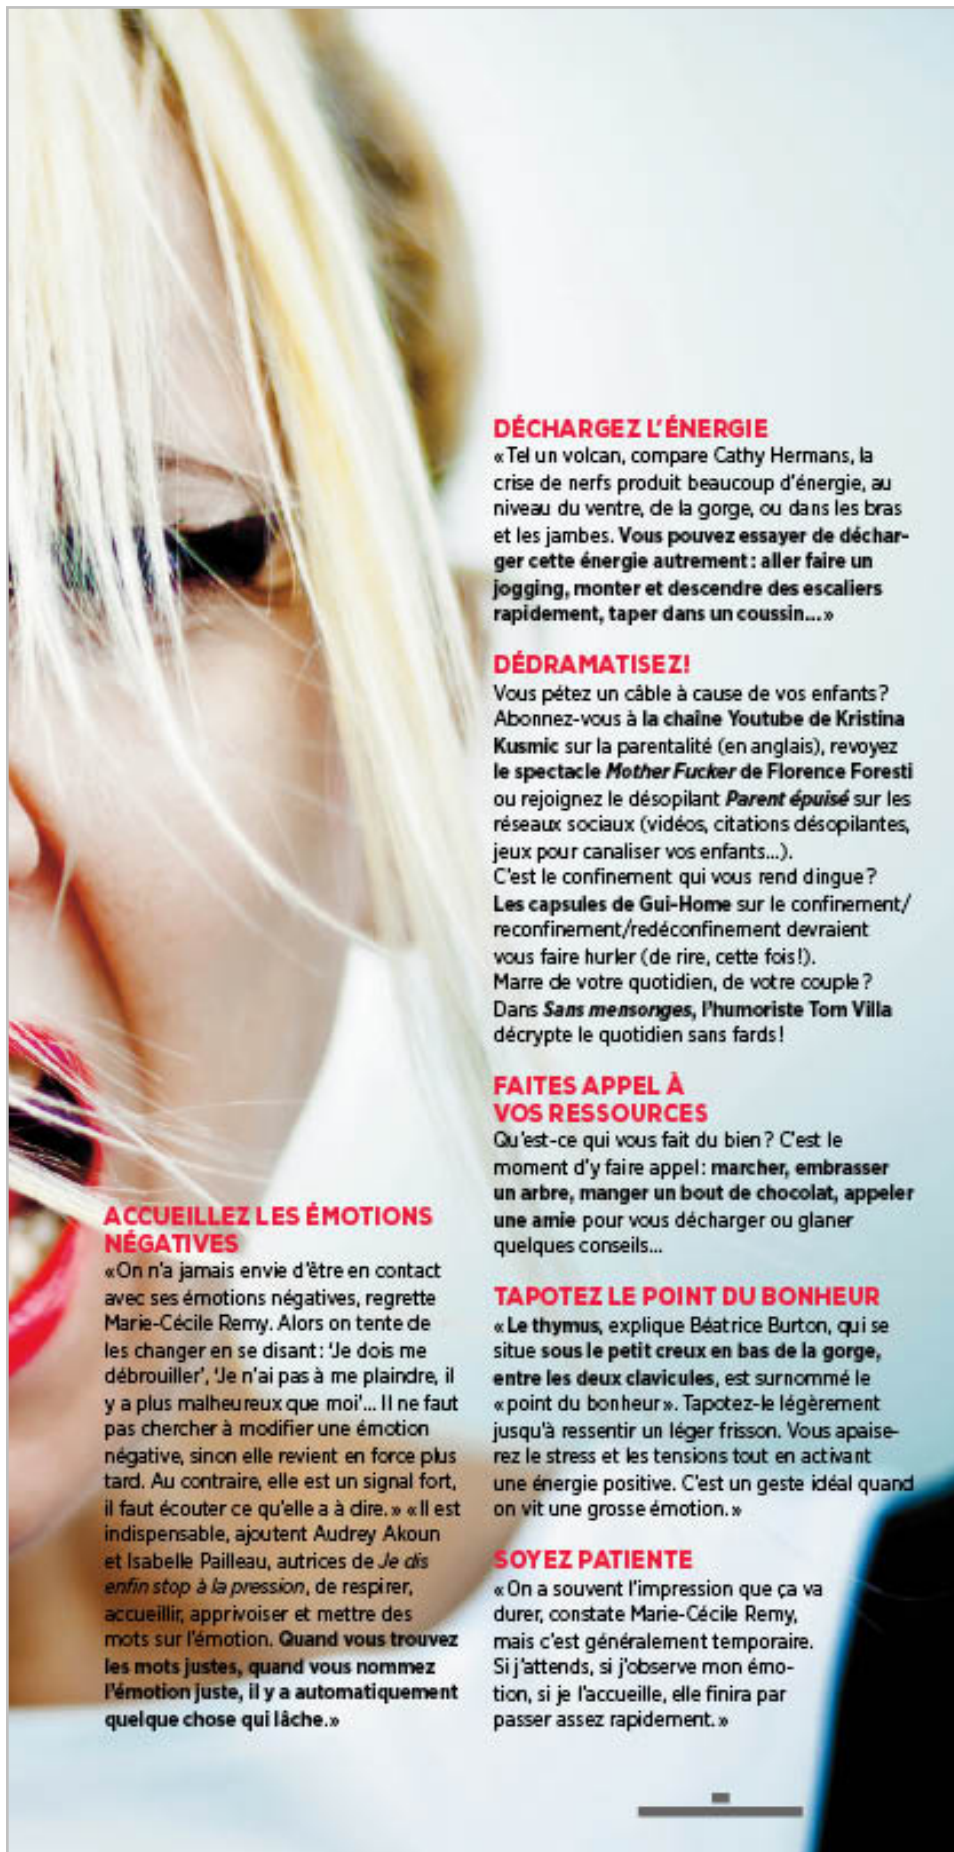 ACCUEILLEZ LES ÉMOTIONS
NÉGATIVES
«On n'a jamais envie d'être en contact
avec ses émotions négatives, regrette
Marie-Cécile Remy. Alors on tente de
les changer en se disant: ‘Je dois me
débrouiller’, ‘Je n'ai pas à me plaindre, il
y a plus malheureux que moi’... Il ne faut
pas chercher à modifier une émotion
négative, sinon elle revient en force plus
tard. Au contraire, elle est un signal fort,
il faut écouter ce qu'elle a à dire.» «Il est
indispensable, ajoutent Audrey Akoun
et Isabelle Pailleau, autrices de Je dis
enfin stop à la pression, de respirer,
accueillir, apprivoiser et mettre des
mots sur l'émotion. Quand vous trouvez
les mots justes, quand vous nommez
l'émotion juste, il y a automatiquement
quelque chose qui lâche.»
DÉCHARGEZ L'ÉNERGIE
«Tel un volcan, compare Cathy Hermans, la
crise de nerfs produit beaucoup d'énergie, au
niveau du ventre, de la gorge, ou dans les bras
et les jambes. Vous pouvez essayer de déchar-
ger cette énergie autrement: aller faire un
jogging, monter et descendre des escaliers
rapidement, taper dans un coussin...»
DÉDRAMATISEZ!
Vous pétez un câble à cause de vos enfants?
Abonnez-vous à la chaîne Youtube de Kristina
Kusmic sur la parentalité (en anglais), revoyez
le spectacle Mother Fucker de Florence Foresti
ou rejoignez le désopilant Parent épuisé sur les
réseaux sociaux (vidéos, citations désopilantes,
jeux pour canaliser vos enfants...).
C'est le confinement qui vous rend dingue?
Les capsules de Gui-Home sur le confinement/
reconfinement/redéconfinement devraient
vous faire hurler (de rire, cette fois!).
Marre de votre quotidien, de votre couple?
Dans Sans mensonges, l'humoriste Tom Villa
décrypte le quotidien sans fards!
FAITES APPEL À
VOS RESSOURCES
Qu'est-ce qui vous fait du bien? C'est le
moment d'y faire appel: marcher, embrasser
un arbre, manger un bout de chocolat, appeler
une amie pour vous décharger ou glaner
quelques conseils...
TAPOTEZ LE POINT DU BONHEUR
«Le thymus, explique Béatrice Burton, qui se
situe sous le petit creux en bas de la gorge,
entre les deux clavicules, est surnommé le
«point du bonheur». Tapotez-le légèrement
jusqu'à ressentir un léger frisson. Vous apaise-
rez le stress et les tensions tout en activant
une énergie positive. C'est un geste idéal quand
on vit une grosse émotion.»
SOYEZ PATIENTE
«On a souvent l'impression que ça va
durer, constate Marie-Cécile Remy,
mais c'est généralement temporaire.
Si j'attends, si j'observe mon émo-
tion, si je l'accueille, elle finira par
passer assez rapidement.»